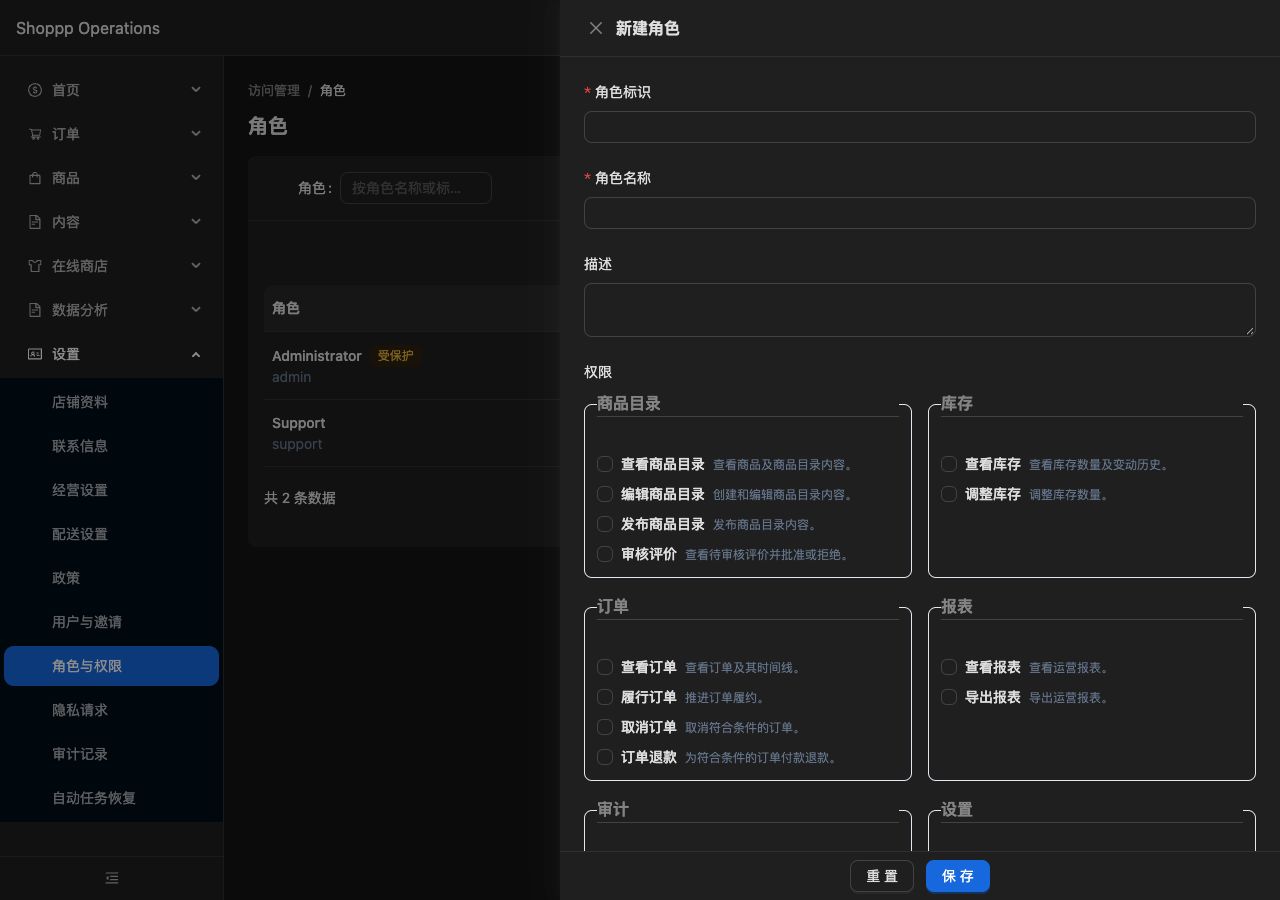 Shoppp Operations
首页
订单
商品
内容
在线商店
数据分析
设置
店铺资料
联系信息
经营设置
配送设置
政策
用户与邀请
角色与权限
隐私请求
审计记录
自动任务恢复
访问管理 / 角色
角色
角色: 按角色名称或标...
角色
Administrator 受保护
admin
Support
support
共 2 条数据
新建角色
* 角色标识
* 角色名称
描述
权限
商品目录
查看商品目录 查看商品及商品目录内容。
编辑商品目录 创建和编辑商品目录内容。
发布商品目录 发布商品目录内容。
审核评价 查看待审核评价并批准或拒绝。
库存
查看库存 查看库存数量及变动历史。
调整库存 调整库存数量。
订单
查看订单 查看订单及其时间线。
履行订单 推进订单履约。
取消订单 取消符合条件的订单。
订单退款 为符合条件的订单付款退款。
报表
查看报表 查看运营报表。
导出报表 导出运营报表。
审计
设置
重 置
保 存